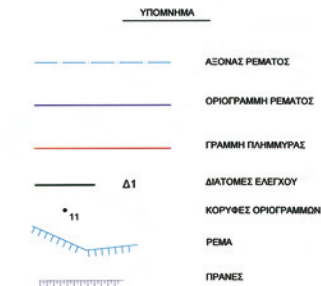 ΥΠΟΜΝΗΜΑ
ΑΞΟΝΑΣ ΡΕΜΑΤΟΣ
ΟΡΙΟΓΡΑΜΜΗ ΡΕΜΑΤΟΣ
ΓΡΑΜΜΗ ΠΛΗΜΜΥΡΑΣ
Δ1 ΔΙΑΤΟΜΕΣ ΕΛΕΓΧΟΥ
11 ΚΟΡΥΦΕΣ ΟΡΙΟΓΡΑΜΜΩΝ
ΡΕΜΑ
ΠΡΑΝΕΣ